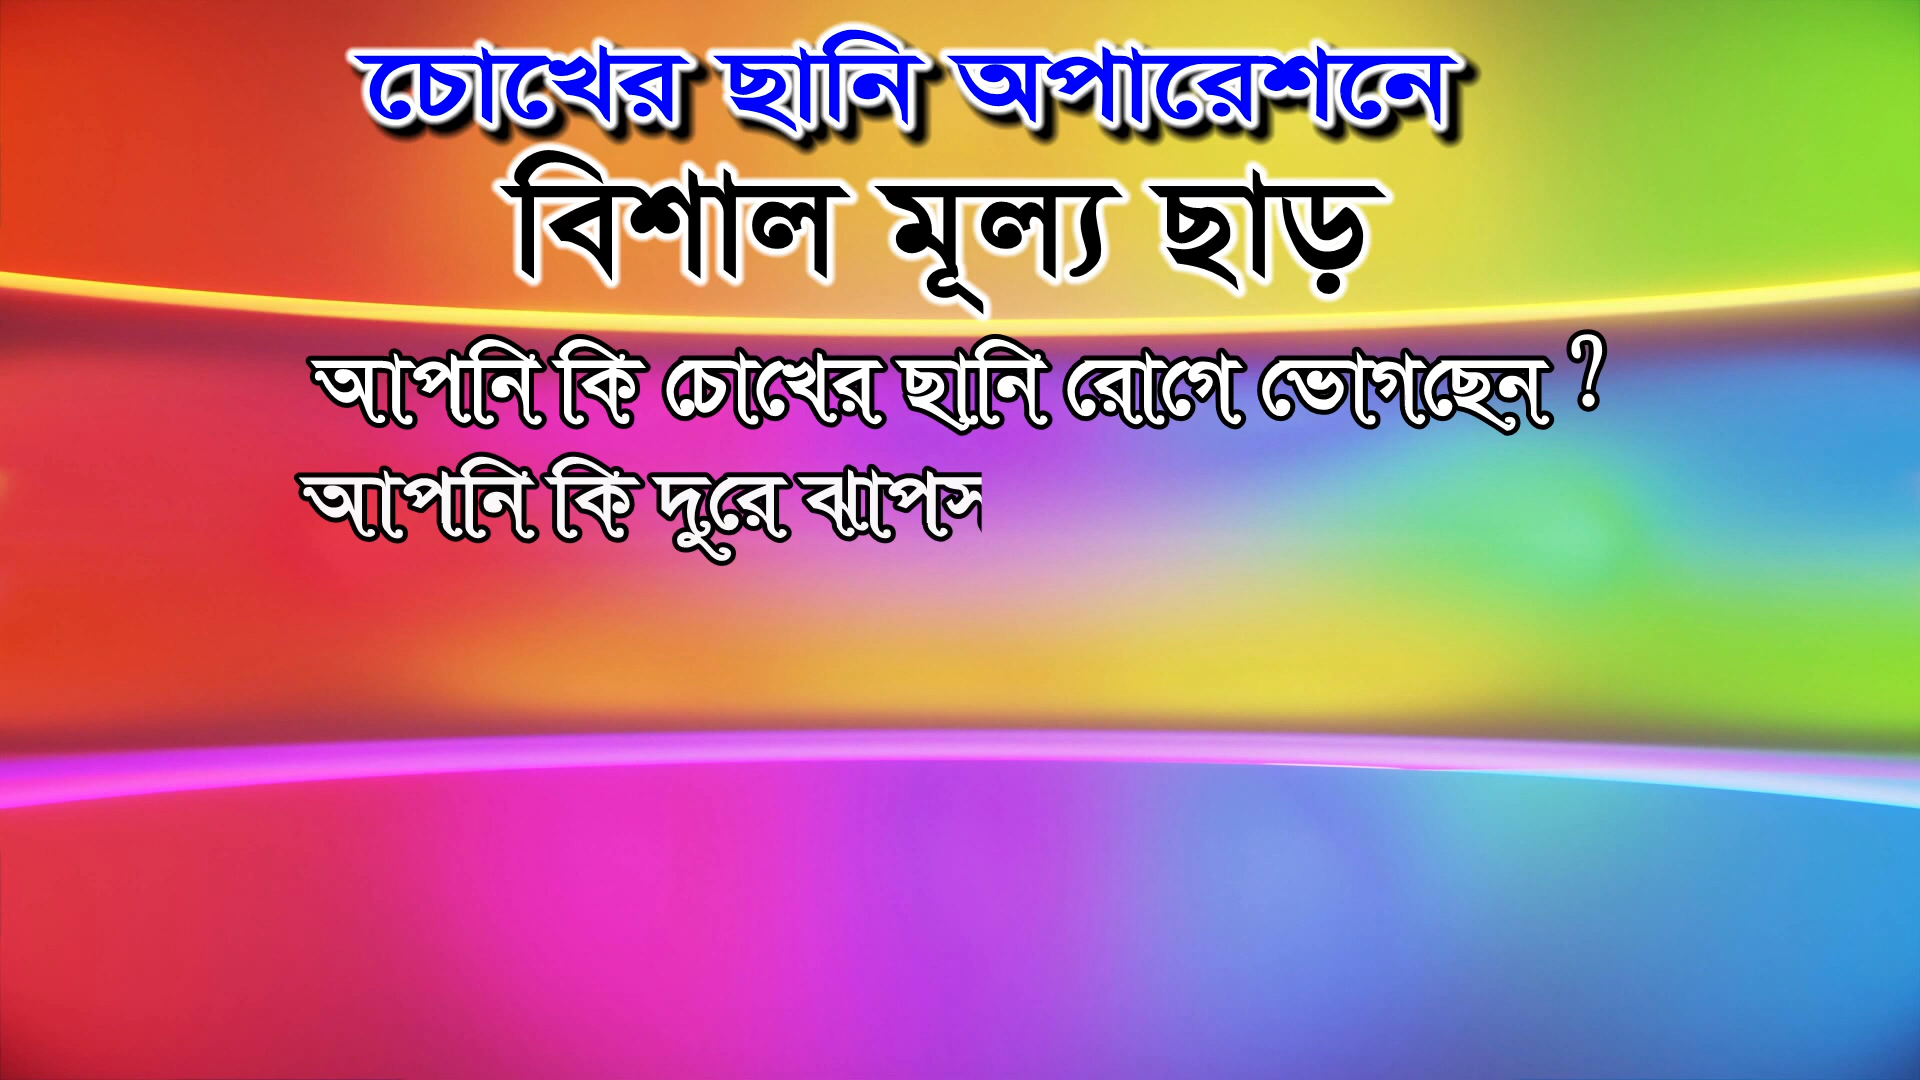 চোখের ছানি অপারেশনে
বিশাল মূল্য ছাড়
আপনি কি চোখের ছানি রোগে ভোগছেন ?
আপনি কি দুরে ঝাপস